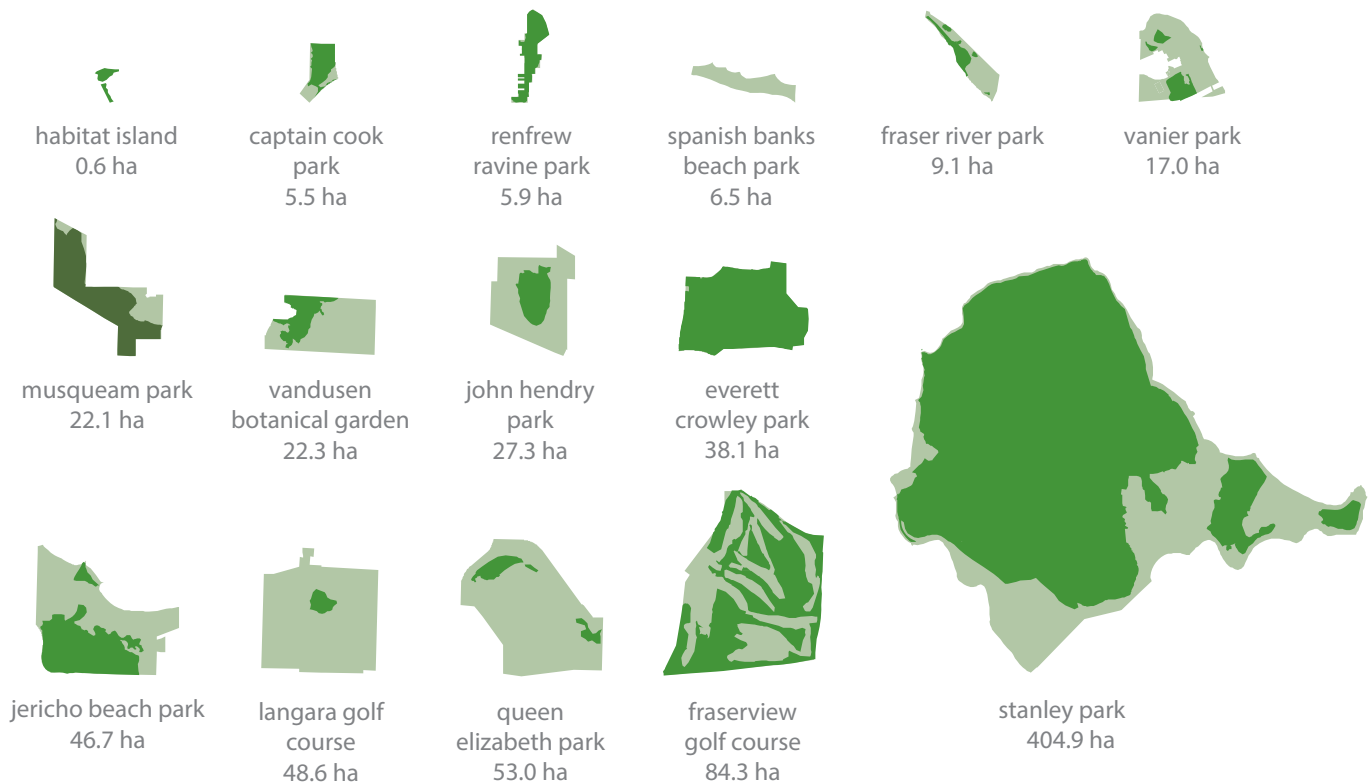 habitat island
0.6 ha
captain cook
park
5.5 ha
renfrew
ravine park
5.9 ha
spanish banks
beach park
6.5 ha
fraser river park
9.1 ha
vanier park
17.0 ha
musqueam park
22.1 ha
vandusen
botanical garden
22.3 ha
john hendry
park
27.3 ha
everett
crowley park
38.1 ha
jericho beach park
46.7 ha
langara golf
course
48.6 ha
queen
elizabeth park
53.0 ha
fraserview
golf course
84.3 ha
stanley park
404.9 ha